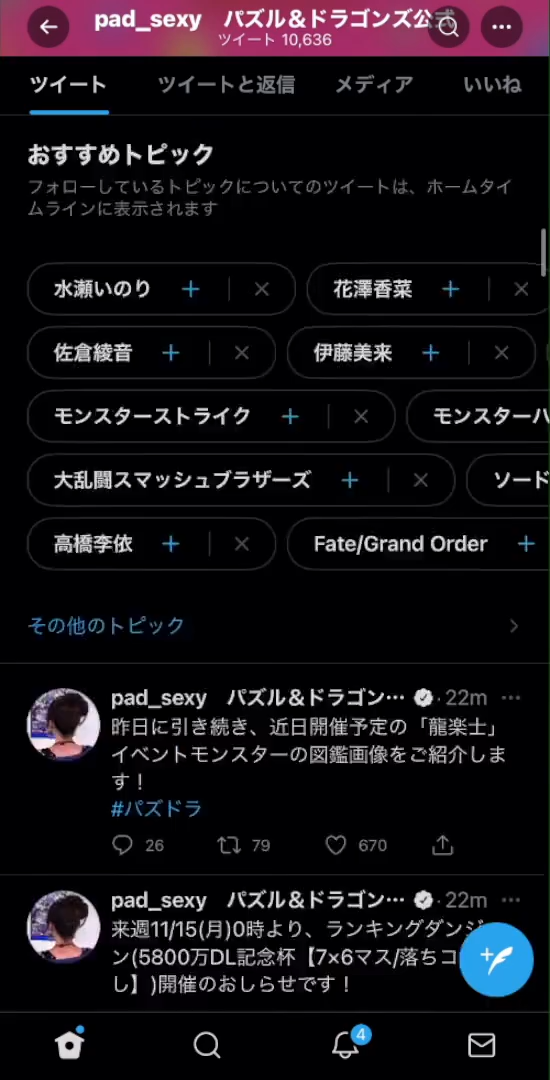 pad_sexy パズル＆ドラゴンズ公式
ツイート 10,636
ツイート ツイートと返信 メディア いいね
おすすめトピック
フォローしているトピックについてのツイートは、ホームタイ
ムラインに表示されます
水瀬いのり 花澤香菜
佐倉綾音 伊藤美来
モンスターストライク モンスターハ
大乱闘スマッシュブラザーズ ソード
高橋李依 Fate/Grand Order
その他のトピック
pad_sexy パズル＆ドラゴン… · 22m
昨日に引き続き、近日開催予定の「龍楽士」
イベントモンスターの図鑑画像をご紹介しま
す！
#パズドラ
26 79 670
pad_sexy パズル＆ドラゴン… · 22m
来週11/15(月)0時より、ランキングダンジョ
ン(5800万DL記念杯【7×6マス/落ちコ
し】)開催のおしらせです！
4